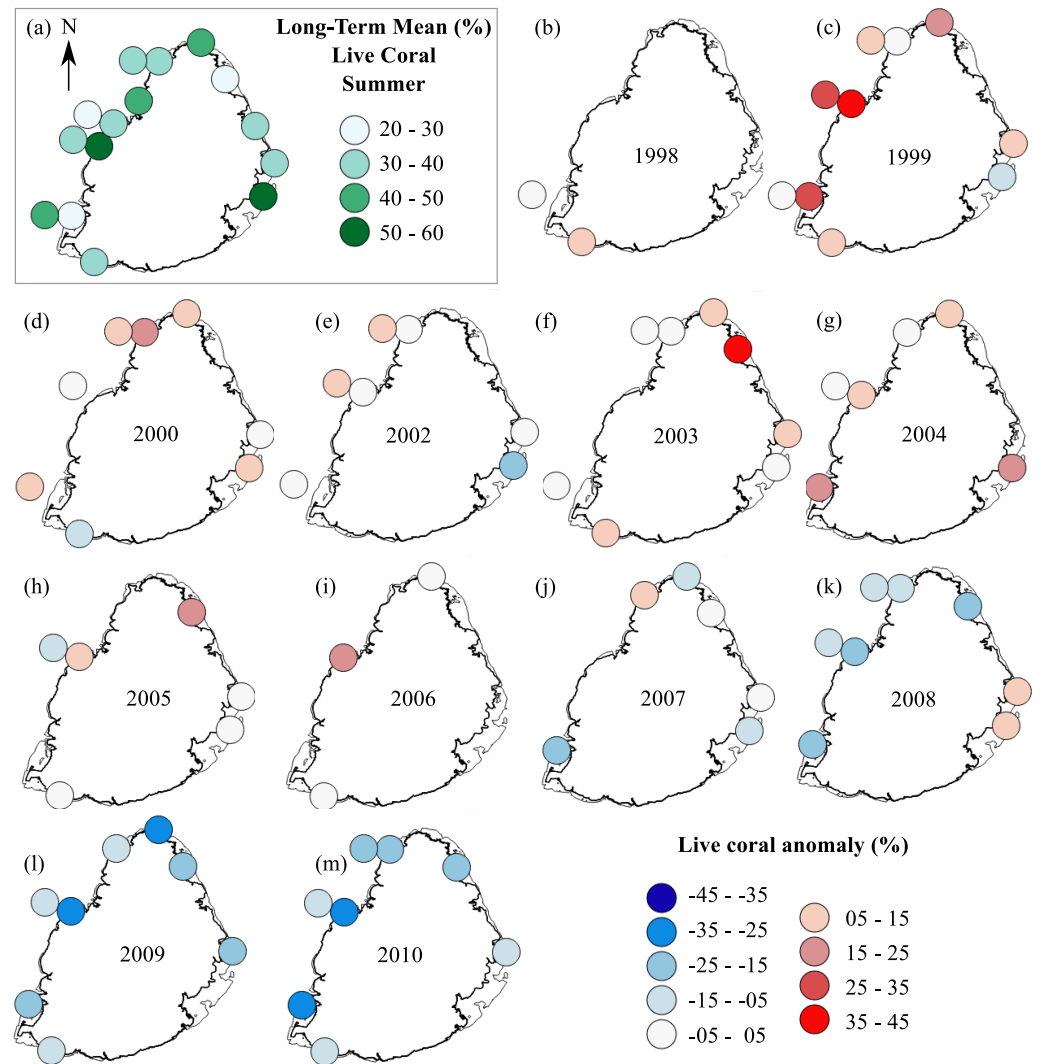 (a)
N
Long-Term Mean (%)
Live Coral
Summer
20 - 30
30 - 40
40 - 50
50 - 60
(b)
1998
(c)
1999
(d)
2000
(e)
2002
(f)
2003
(g)
2004
(h)
2005
(i)
2006
(j)
2007
(k)
2008
(l)
2009
(m)
2010
Live coral anomaly (%)
-45 - -35
-35 - -25
-25 - -15
-15 - -05
-05 - 05
05 - 15
15 - 25
25 - 35
35 - 45